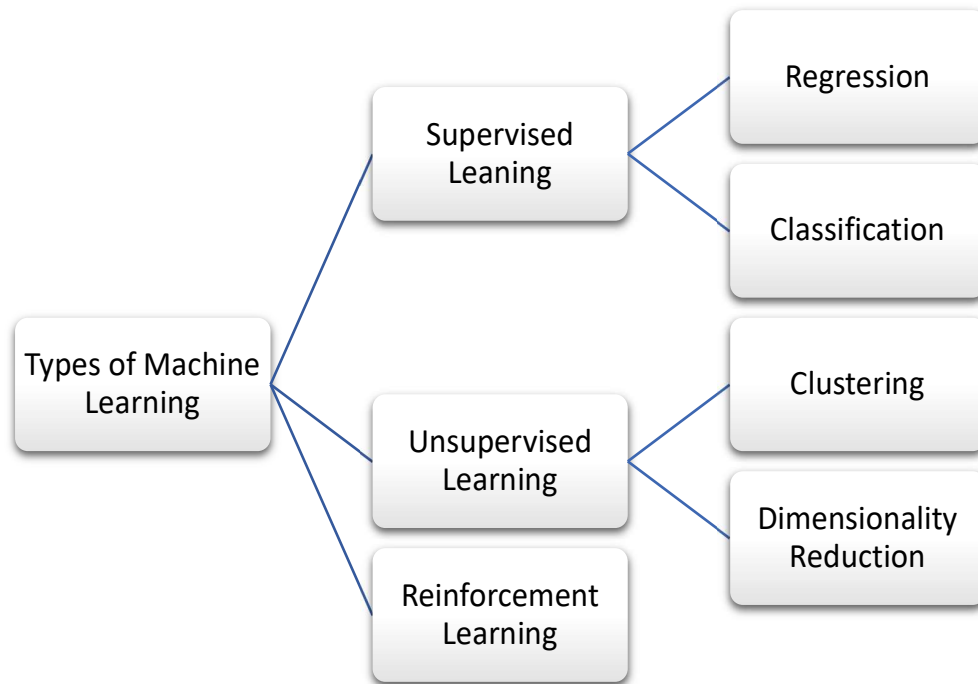 Types of Machine
Learning
Supervised
Leaning
Regression
Classification
Unsupervised
Learning
Clustering
Dimensionality
Reduction
Reinforcement
Learning